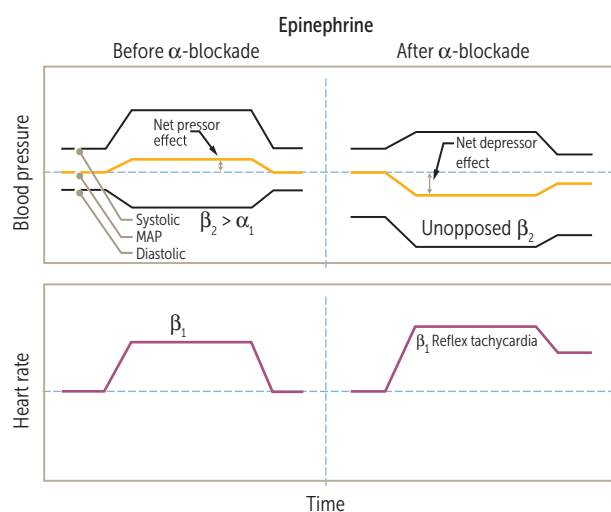 Epinephrine
Before α-blockade
After α-blockade
Blood pressure
Net pressor
effect
Net depressor
effect
Systolic
MAP
Diastolic
β₂ > α₁
Unopposed β₂
Heart rate
β₁
β₁ Reflex tachycardia
Time